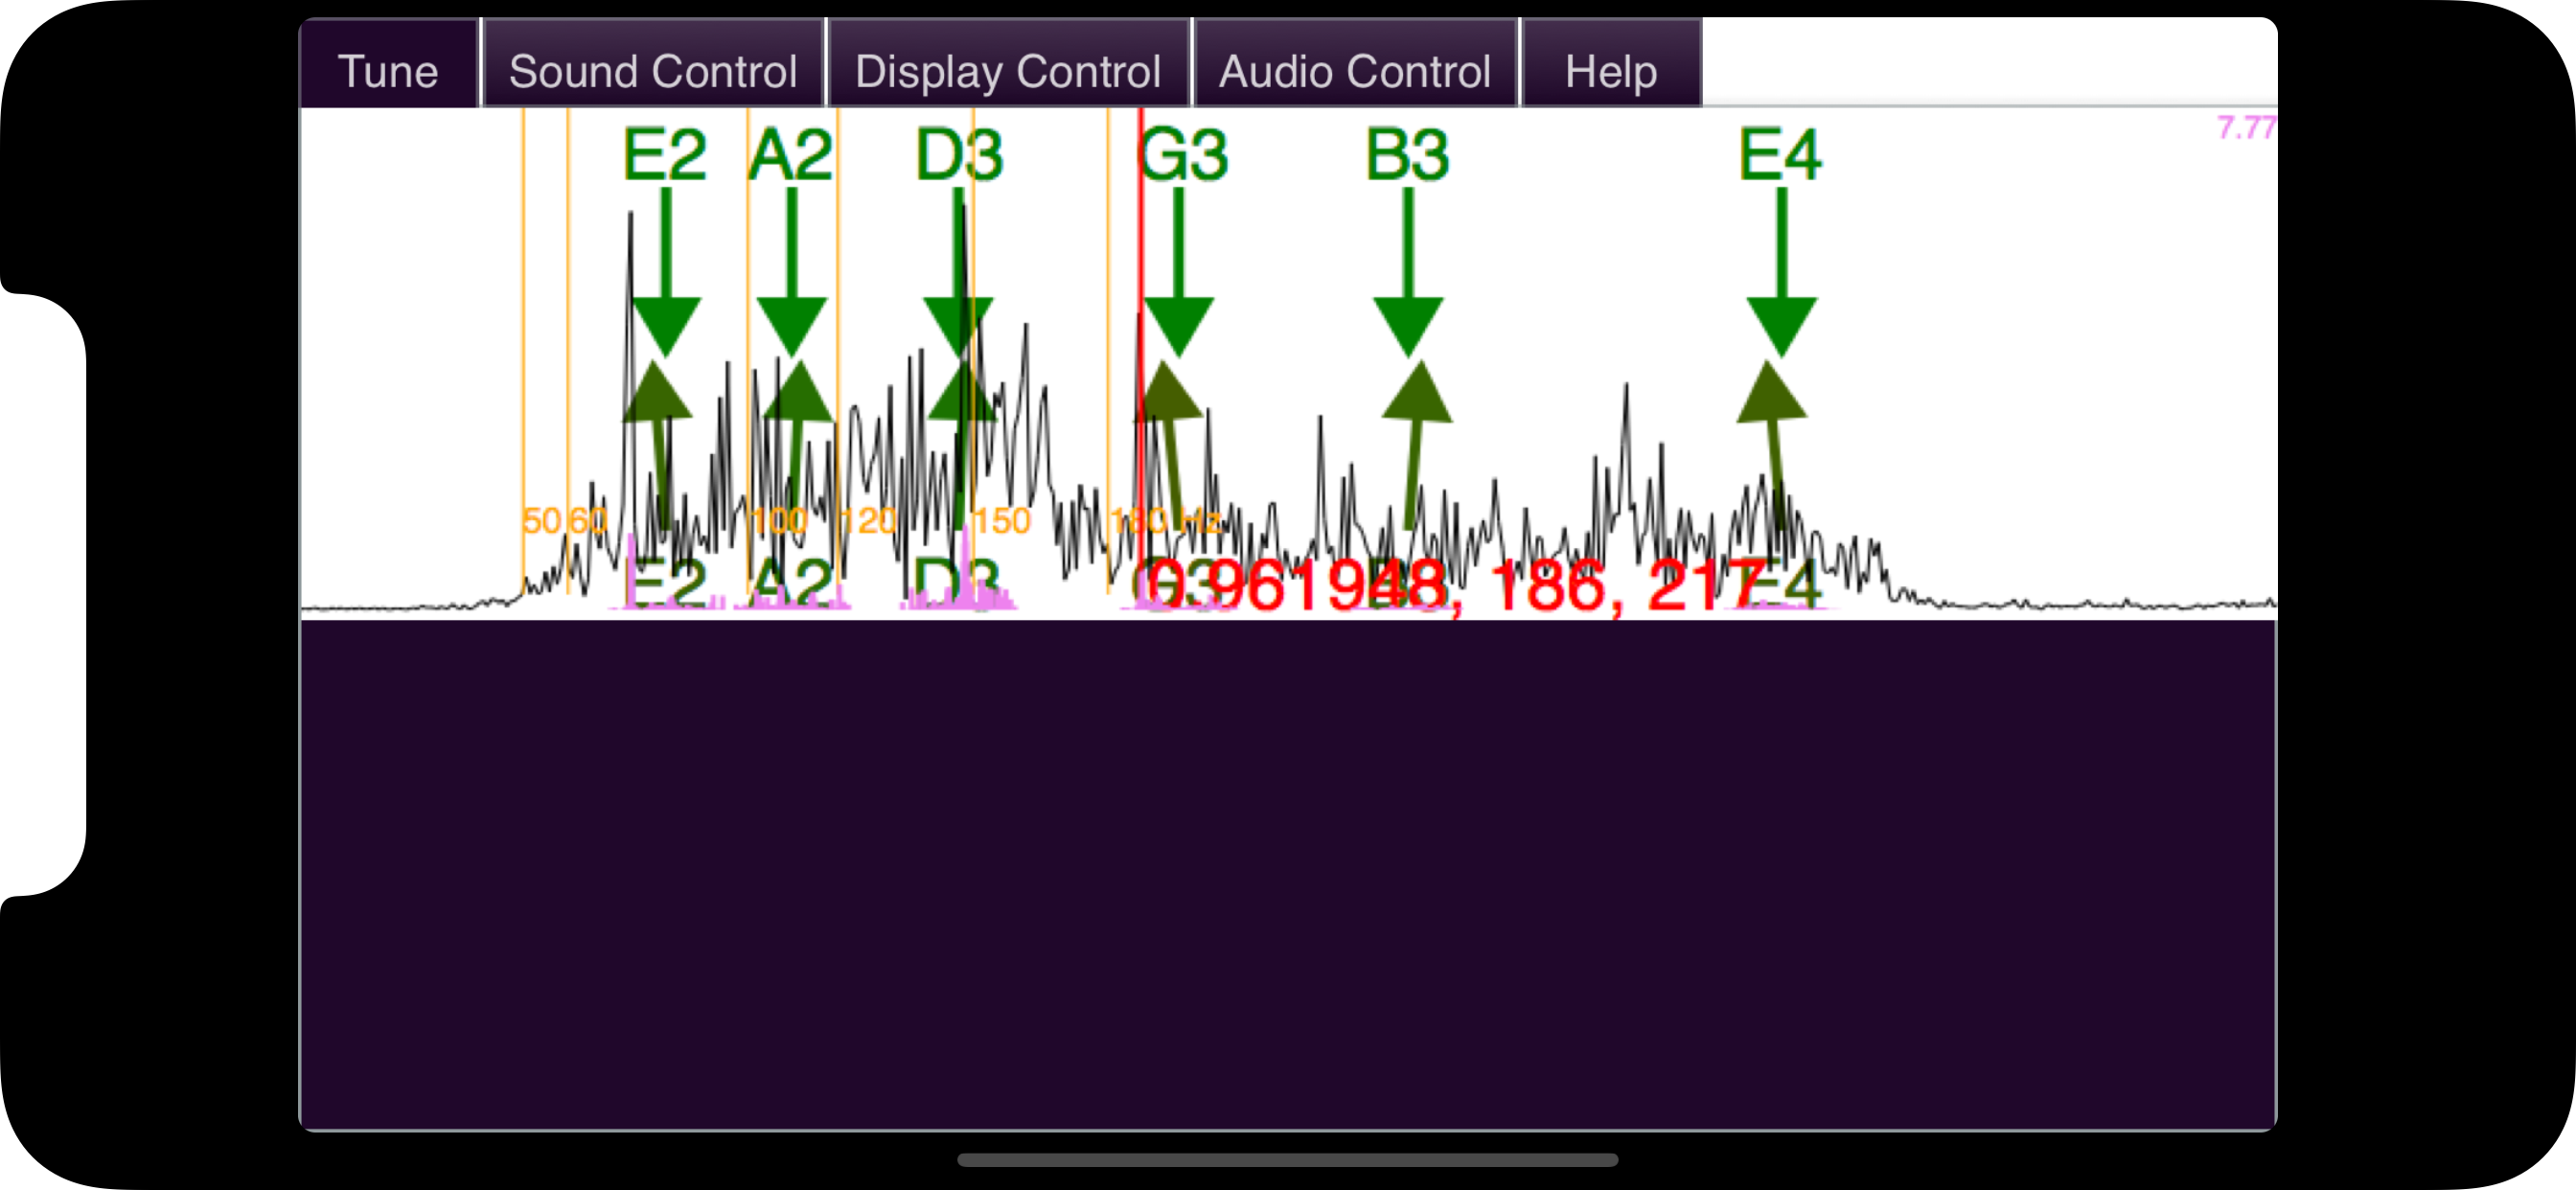 Tune Sound Control Display Control Audio Control Help
7.77
E2 A2 D3 G3 B3 E4
50 60 100 120 150 180 Hz
E2 A2 D3 G3 E4
0.961948, 186, 217